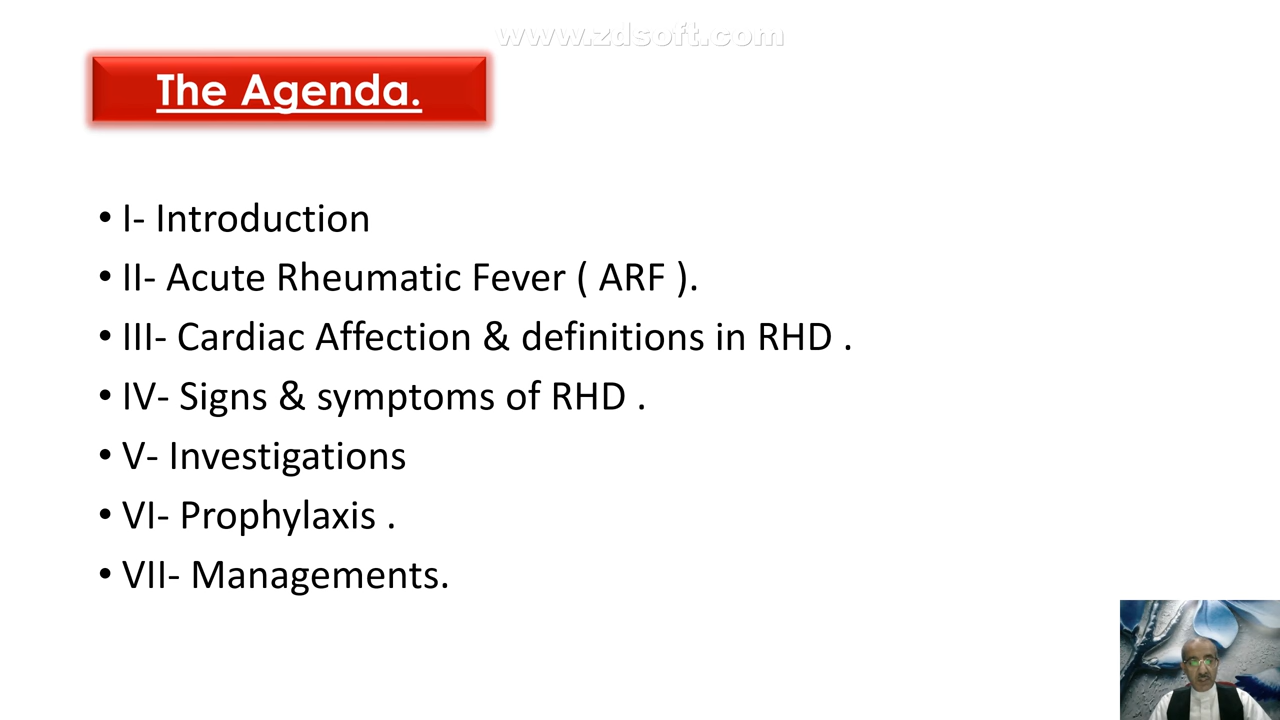 www.zdsoft.com
The Agenda.
• I- Introduction
• II- Acute Rheumatic Fever ( ARF ).
• III- Cardiac Affection & definitions in RHD .
• IV- Signs & symptoms of RHD .
• V- Investigations
• VI- Prophylaxis .
• VII- Managements.